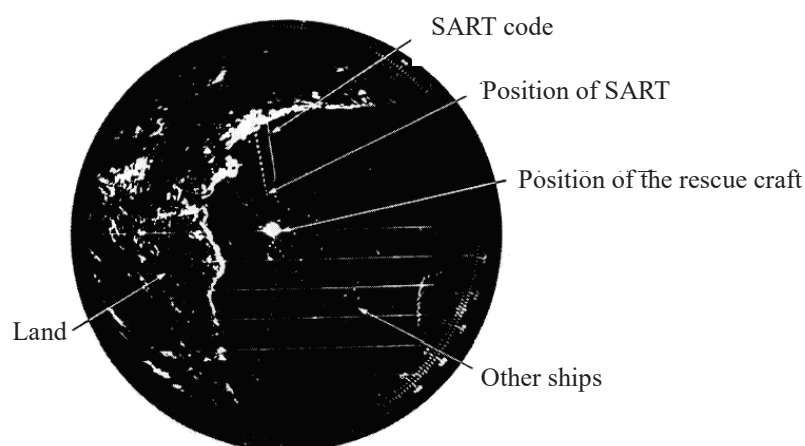 SART code
Position of SART
Position of the rescue craft
Land
Other ships